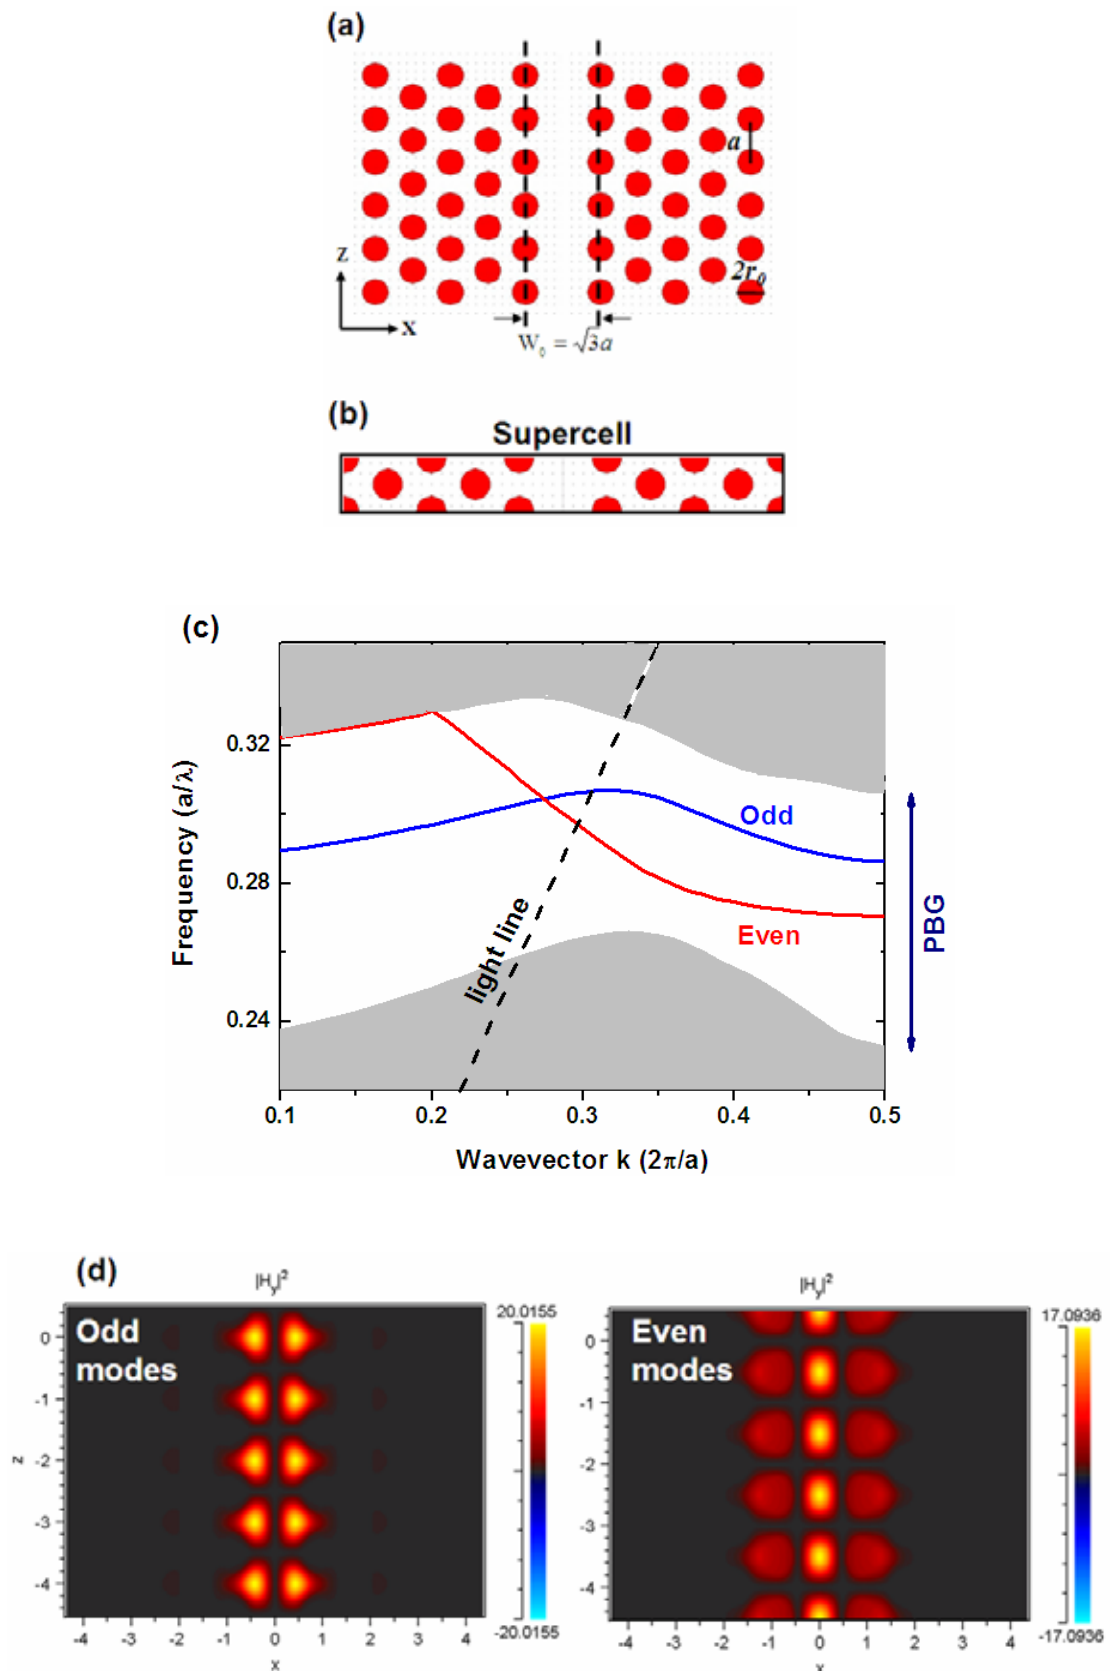 (a)
a
2r₀
z
x
W₀ = √3a
(b)
Supercell
(c)
Frequency (a/λ)
0.32
0.28
0.24
Odd
Even
light line
PBG
0.1 0.2 0.3 0.4 0.5
Wavevector k (2π/a)
(d)
|Hy|²
20.0155
Odd
modes
0
-1
-2
-3
-4
z
-20.0155
-4 -3 -2 -1 0 1 2 3 4
x
|Hy|²
17.0936
Even
modes
0
-1
-2
-3
-4
-17.0936
-4 -3 -2 -1 0 1 2 3 4
x